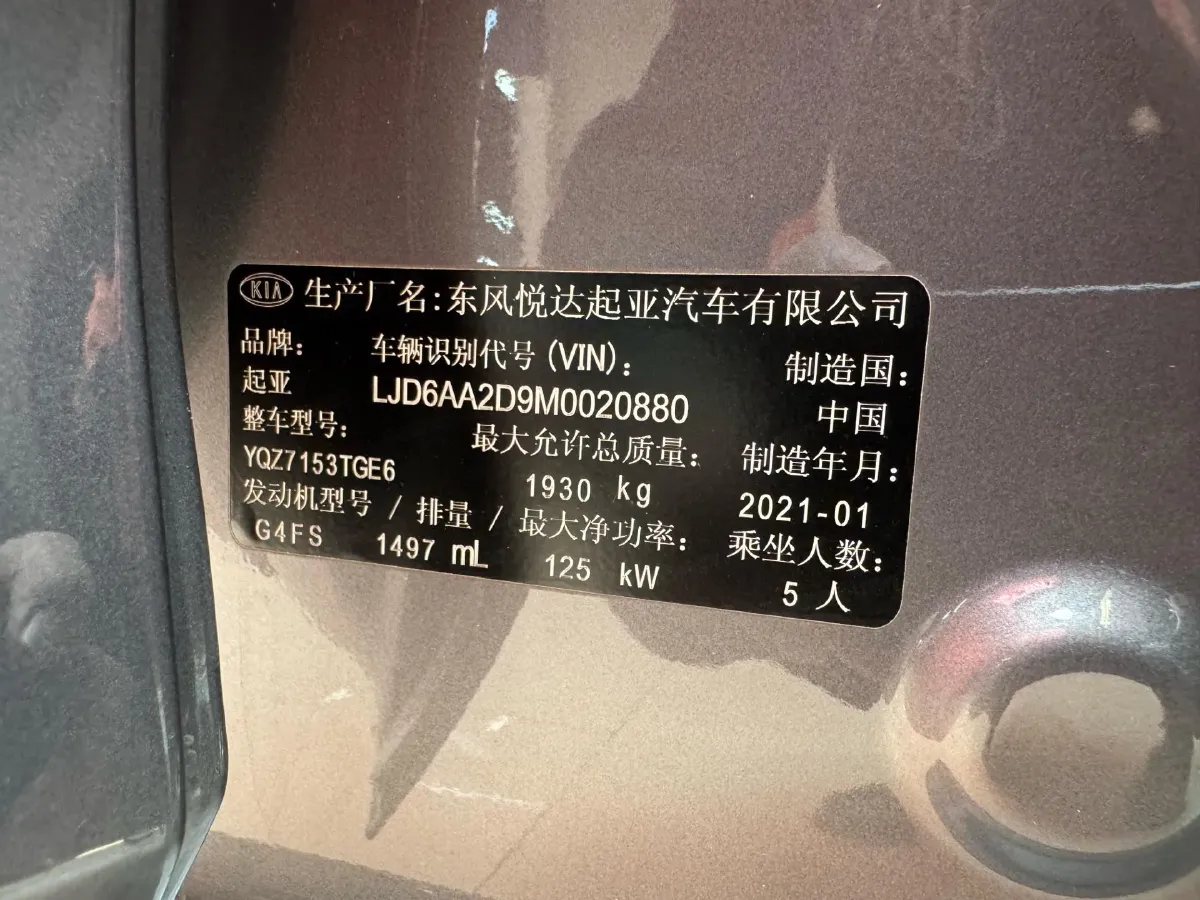 KIA 生产厂名:东风悦达起亚汽车有限公司
品牌: 车辆识别代号 (VIN): 制造国:
起亚 LJD6AA2D9M0020880 中国
整车型号: 最大允许总质量: 制造年月:
YQZ7153TGE6 1930 kg 2021-01
发动机型号 / 排量 / 最大净功率: 乘坐人数:
G4FS 1497 mL 125 kW 5 人